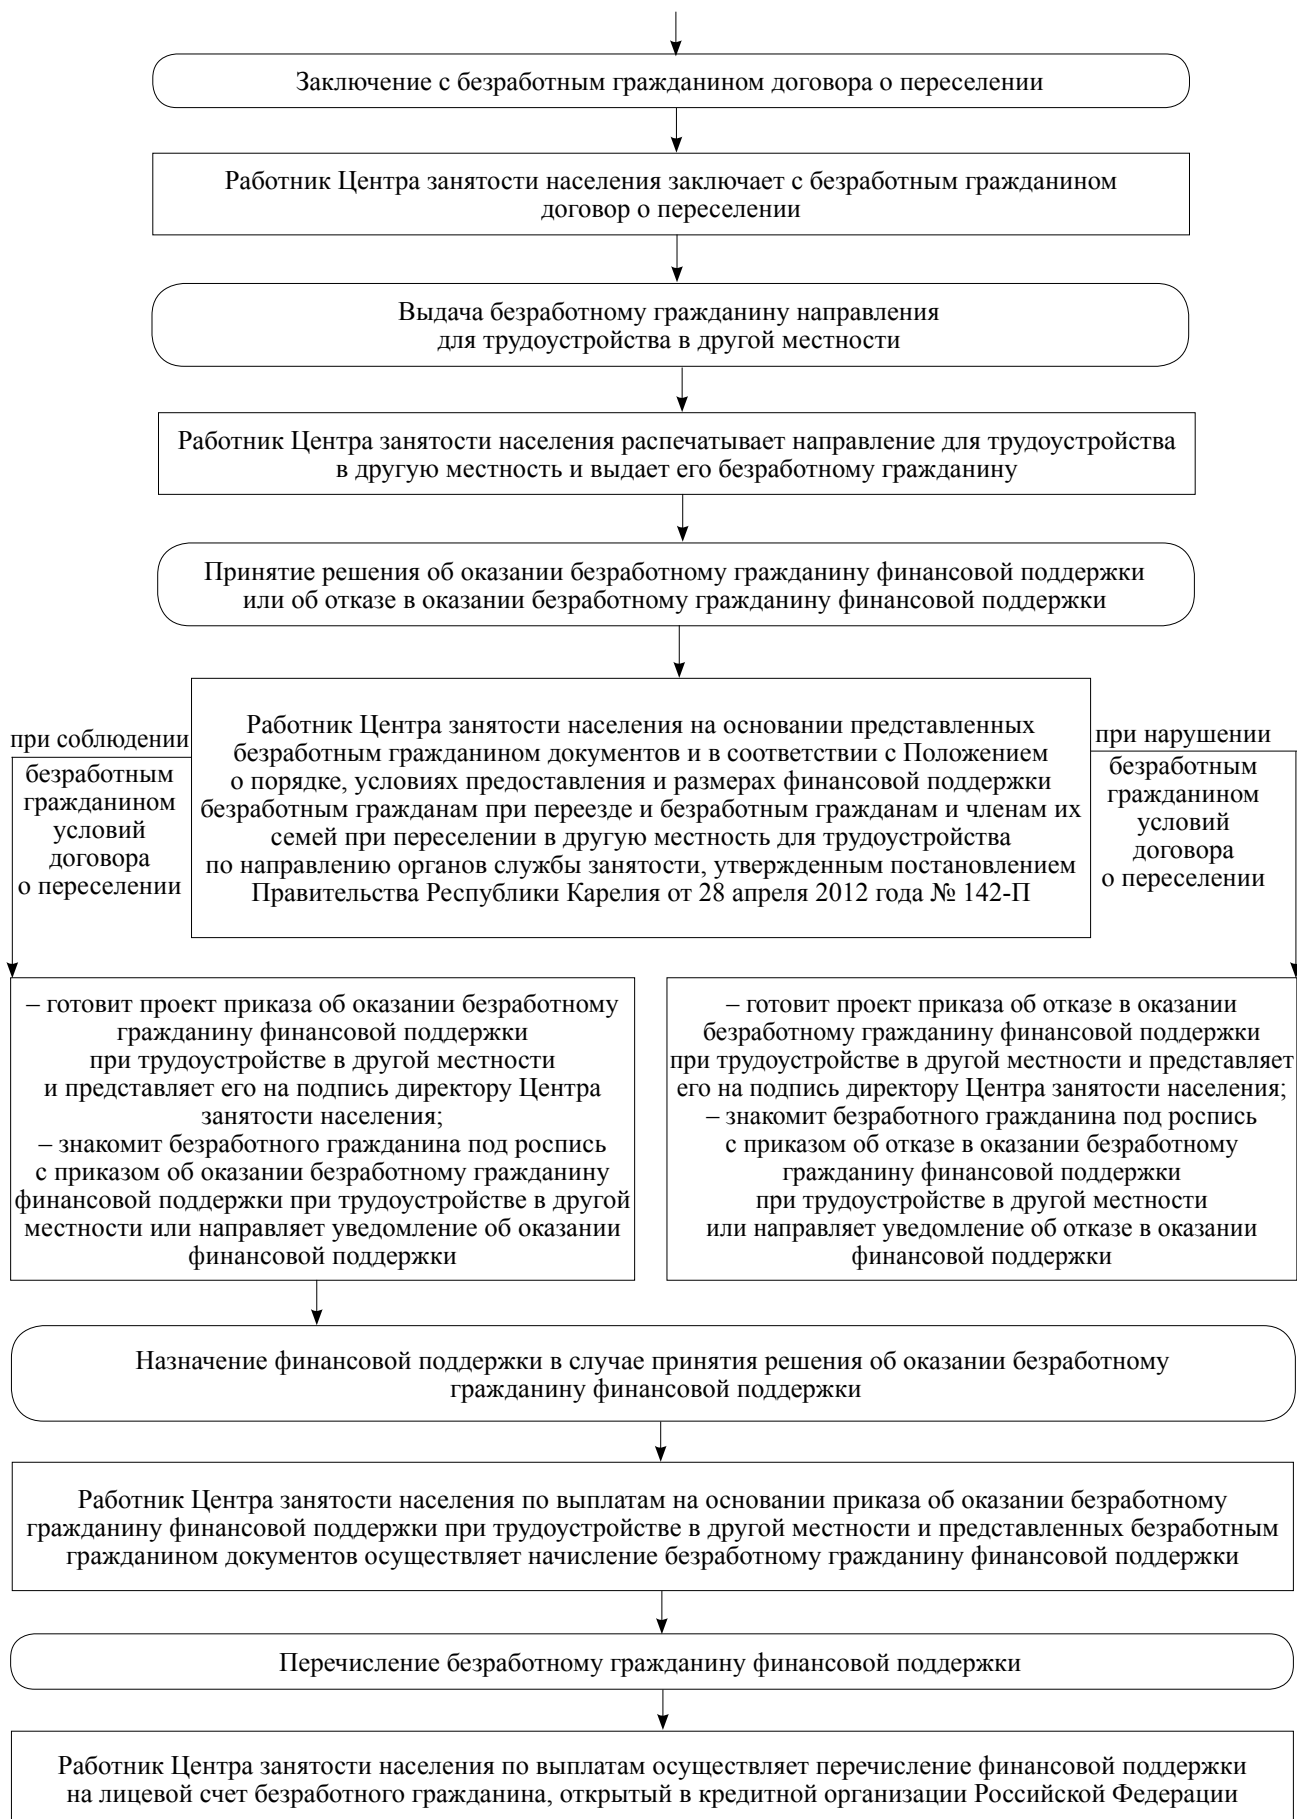 Заключение с безработным гражданином договора о переселении
Работник Центра занятости населения заключает с безработным гражданином
договор о переселении
Выдача безработному гражданину направления
для трудоустройства в другой местности
Работник Центра занятости населения распечатывает направление для трудоустройства
в другую местность и выдает его безработному гражданину
Принятие решения об оказании безработному гражданину финансовой поддержки
или об отказе в оказании безработному гражданину финансовой поддержки
при соблюдении
безработным
гражданином
условий
договора
о переселении
Работник Центра занятости населения на основании представленных
безработным гражданином документов и в соответствии с Положением
о порядке, условиях предоставления и размерах финансовой поддержки
безработным гражданам при переезде и безработным гражданам и членам их
семей при переселении в другую местность для трудоустройства
по направлению органов службы занятости, утвержденным постановлением
Правительства Республики Карелия от 28 апреля 2012 года № 142-П
при нарушении
безработным
гражданином
условий
договора
о переселении
– готовит проект приказа об оказании безработному
гражданину финансовой поддержки
при трудоустройстве в другой местности
и представляет его на подпись директору Центра
занятости населения;
– знакомит безработного гражданина под роспись
с приказом об оказании безработному гражданину
финансовой поддержки при трудоустройстве в другой
местности или направляет уведомление об оказании
финансовой поддержки
– готовит проект приказа об отказе в оказании
безработному гражданину финансовой поддержки
при трудоустройстве в другой местности и представляет
его на подпись директору Центра занятости населения;
– знакомит безработного гражданина под роспись
с приказом об отказе в оказании безработному
гражданину финансовой поддержки
при трудоустройстве в другой местности
или направляет уведомление об отказе в оказании
финансовой поддержки
Назначение финансовой поддержки в случае принятия решения об оказании безработному
гражданину финансовой поддержки
Работник Центра занятости населения по выплатам на основании приказа об оказании безработному
гражданину финансовой поддержки при трудоустройстве в другой местности и представленных безработным
гражданином документов осуществляет начисление безработному гражданину финансовой поддержки
Перечисление безработному гражданину финансовой поддержки
Работник Центра занятости населения по выплатам осуществляет перечисление финансовой поддержки
на лицевой счет безработного гражданина, открытый в кредитной организации Российской Федерации